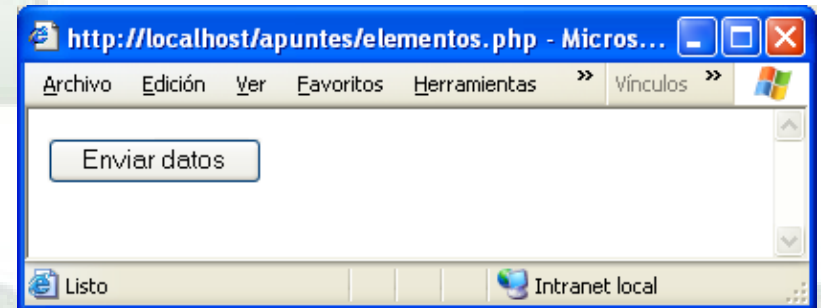 http://localhost/apuntes/elementos.php - Micros...
Archivo Edición Ver Favoritos Herramientas » Vínculos »
Enviar datos
Listo Intranet local